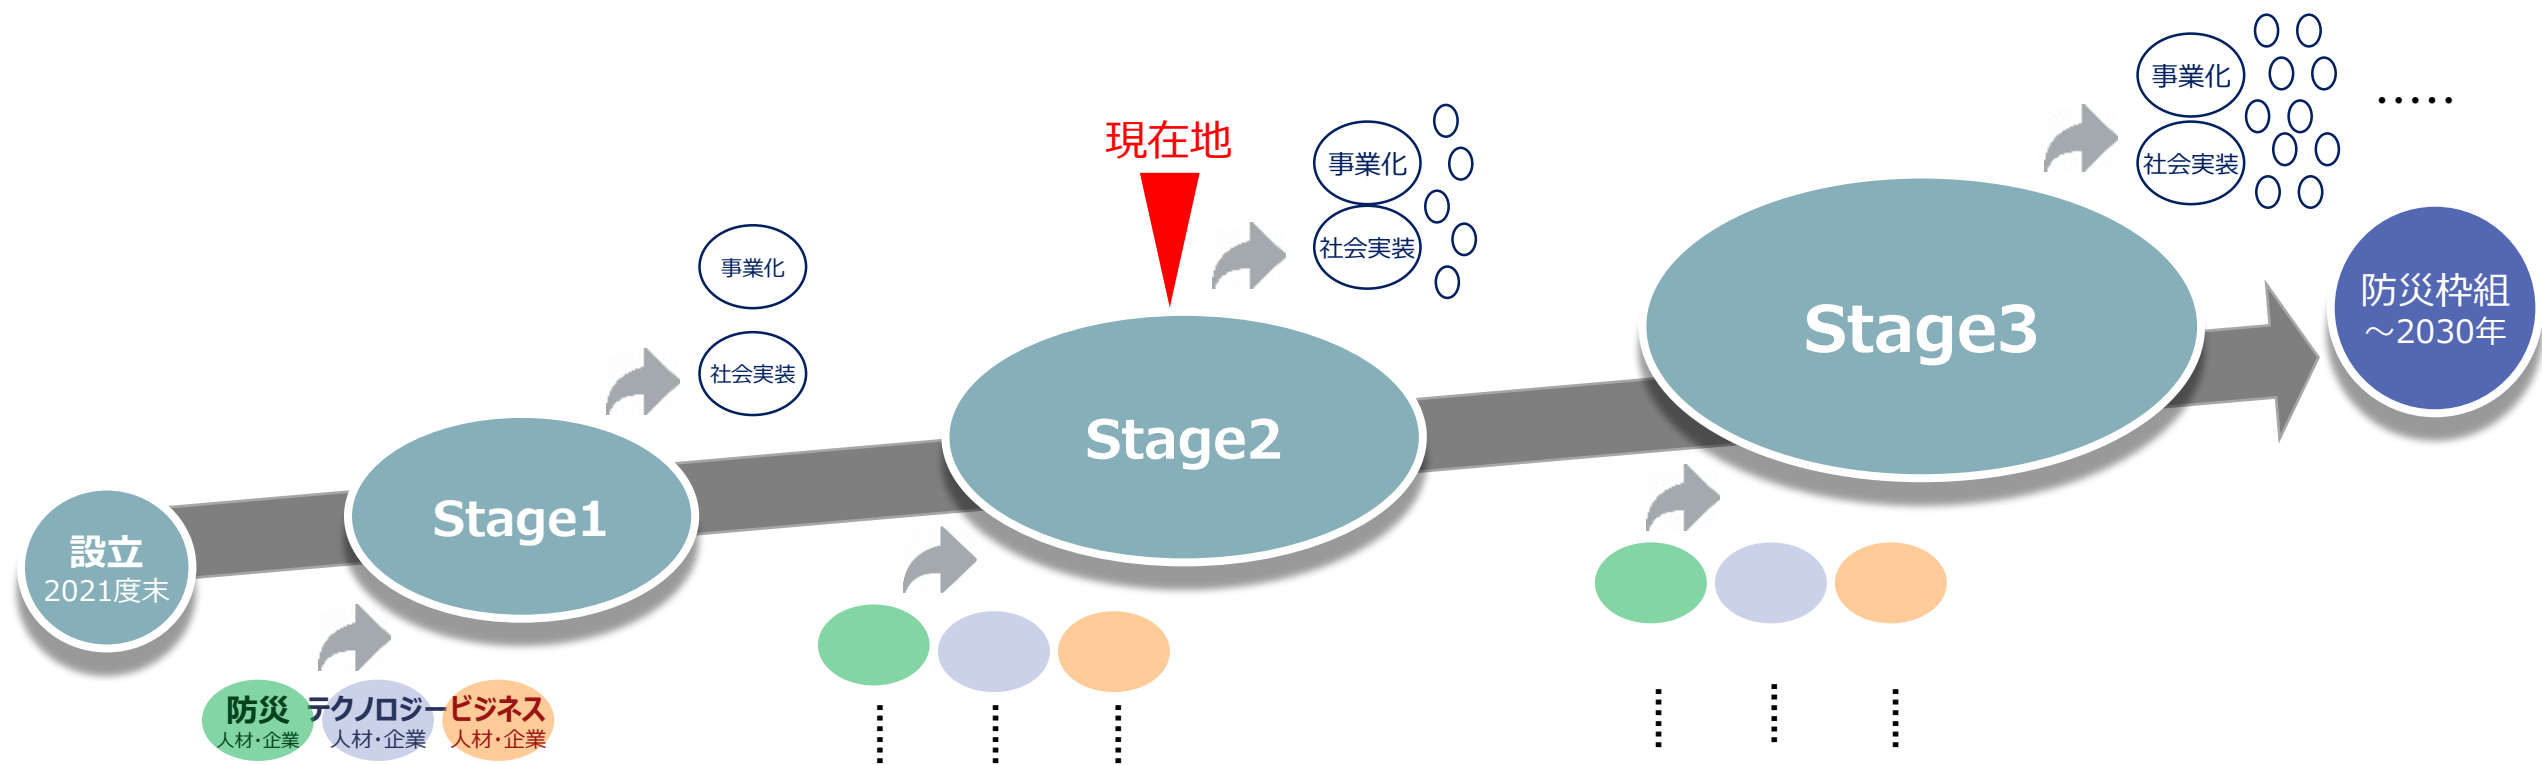 設立
2021度末
Stage1
防災
人材・企業
テクノロジー
人材・企業
ビジネス
人材・企業
事業化
社会実装
現在地
Stage2
事業化
社会実装
Stage3
事業化
社会実装
‥‥‥
防災枠組
～2030年